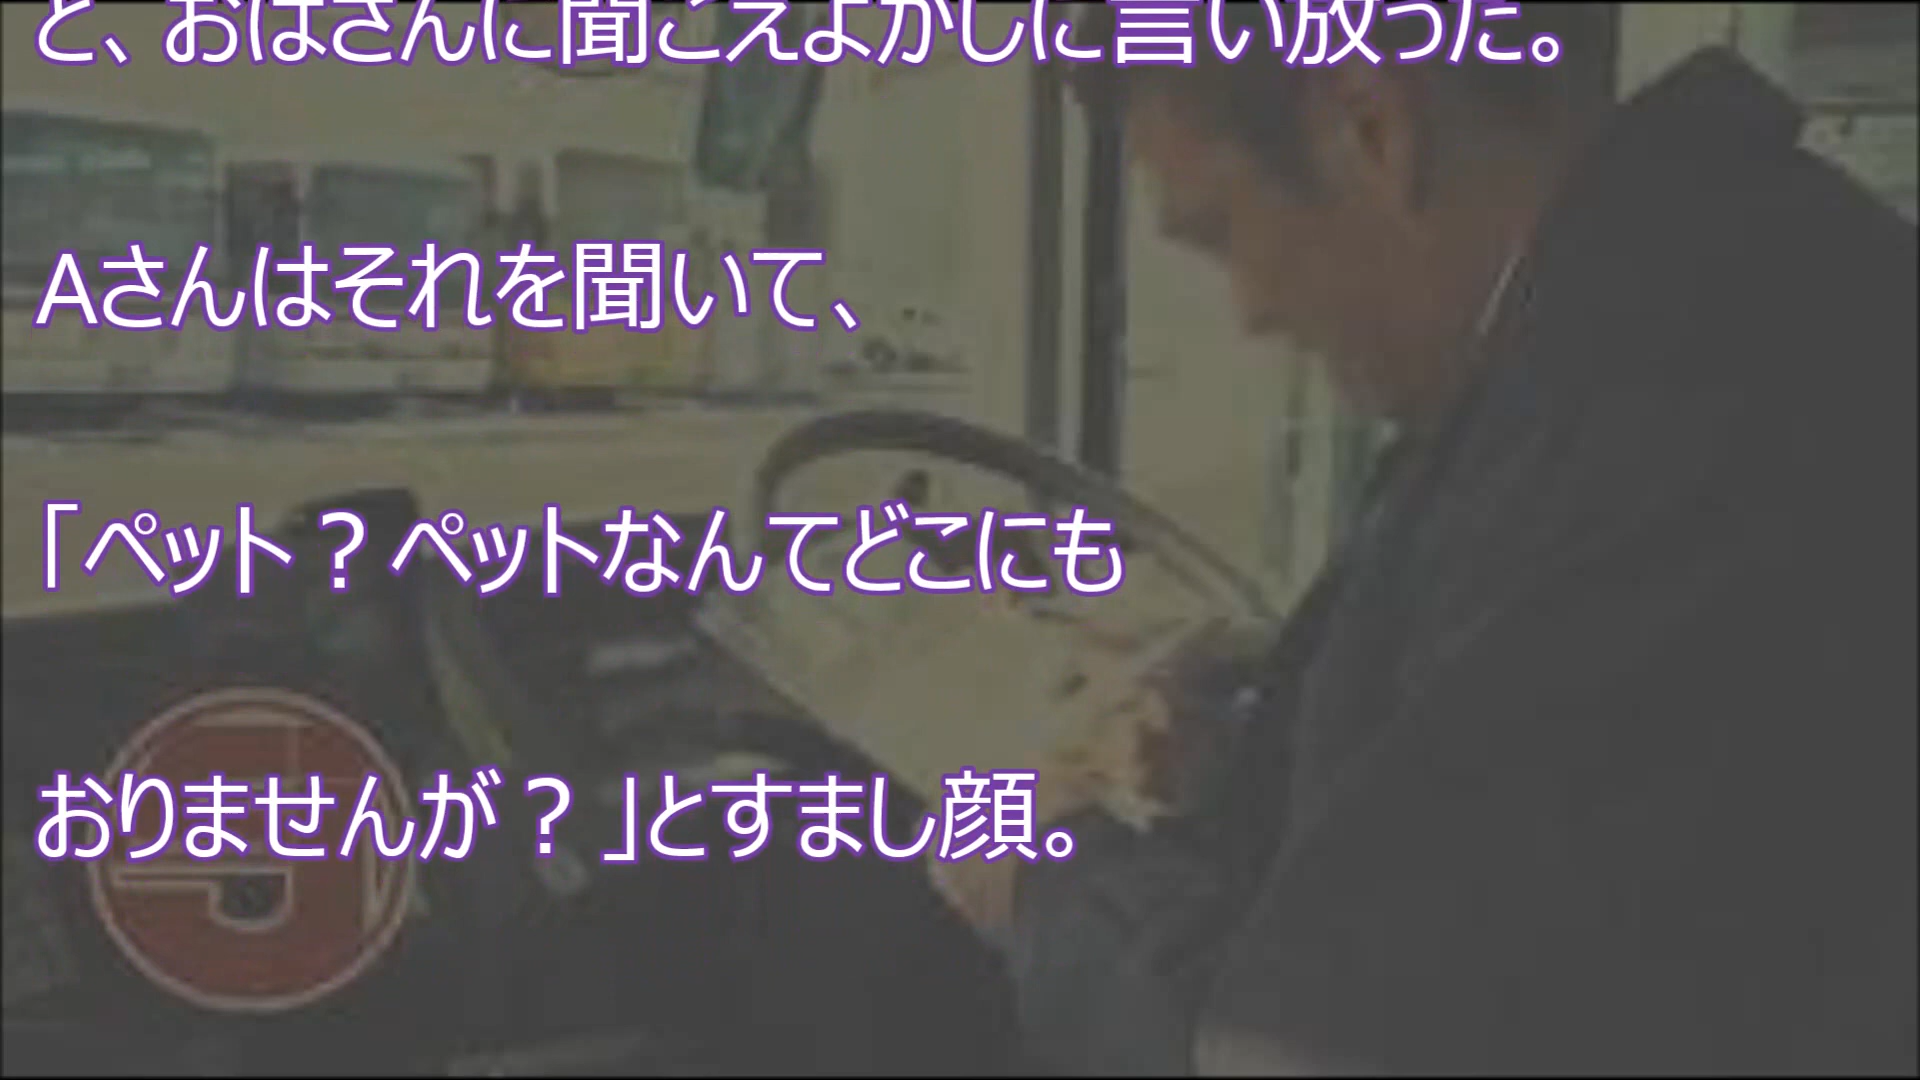 と、おばさんに聞こえよがしに言い放った。
Aさんはそれを聞いて、
「ペット？ペットなんてどこにも
おりませんが？」とすまし顔。